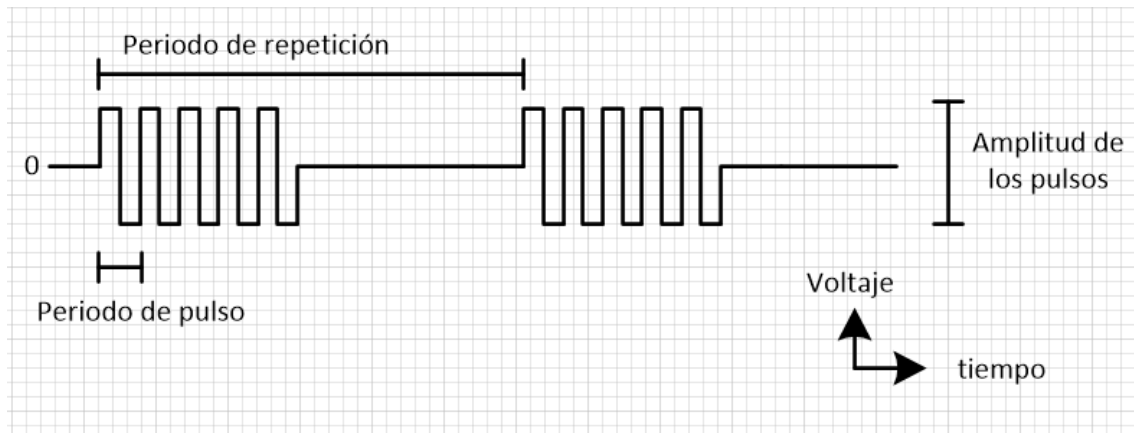 Periodo de repetición
0
Amplitud de
los pulsos
Periodo de pulso
Voltaje
tiempo